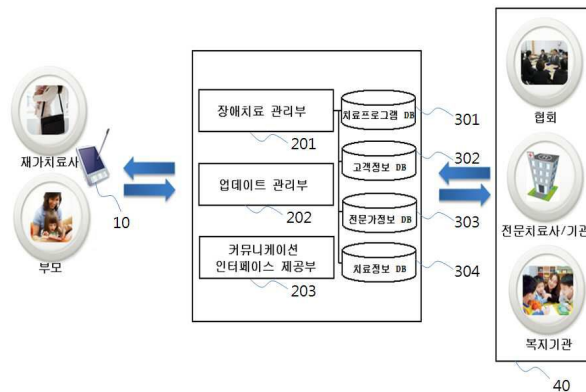 재가치료사
부모
10
장애치료 관리부
201
업데이트 관리부
202
커뮤니케이션
인터페이스 제공부
203
치료프로그램 DB
301
고객정보 DB
302
전문가정보 DB
303
치료정보 DB
304
협회
전문치료사/기관
복지기관
40